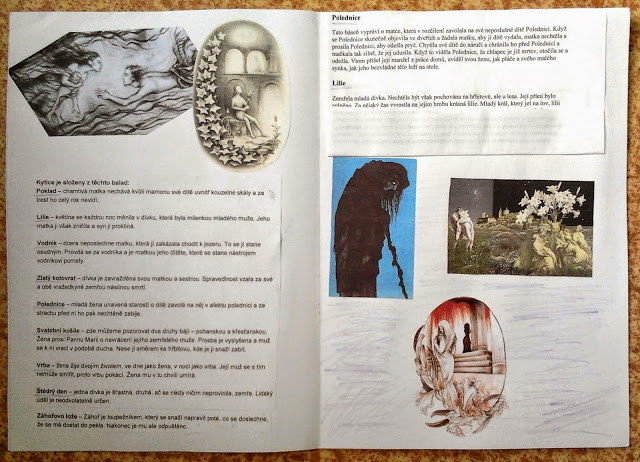 Kytice je složený z těchto balad:
Poklad – chamtivá matka nechává kvůli mamonu své dítě uvnitř kouzelné skály a za
trest ho celý rok nevidí.
Lilie – květina se každou noc měnila v dívku, která byla milenkou mladého muže. Jeho
matka ji však zničila a syn ji proklíná.
Vodník – dcera neposlechne matku, která jí zakázala chodit k jezeru. To se jí stane
osudným. Provdá se za vodníka a je matkou jeho dítěte, které se stane nástrojem
vodníkovi pomsty.
Zlatý kolovrat – dívka je zavražděna svou matkou a sestrou. Spravedlnost vzala za své
a obě vražedkyně zemřou násilnou smrtí.
Polednice – mladá žena unavená starostí o dítě zavolá na něj v afektu polednici a ze
strachu před ní ho pak nechtěně zabije.
Svatební košile – zde můžeme pozorovat dva druhy bájí – pohanskou a křesťanskou.
Žena prosí Pannu Marii o navrácení jejího zemřelého muže. Prosba je vyslyšena a muž
se k ní vrací v podobě ducha. Nese ji směrem ke hřbitovu, kde je jí snaží zabít.
Vrba – žena žije dvojím životem, ve dne jako žena, v noci jako vrba. Její muž se s tím
nemůže smířit, proto vrbu pokácí. Žena mu v tu chvíli umírá.
Štědrý den – jedna dívka je šťastná, druhá, ač se nikdy ničím neprovinila, zemře. Lidský
úděl je neodvolatelně určen.
Záhořovo lože – Záhoř je loupežníkem, který se snaží napravit poté, co se doslechne,
že se má dostat do pekla. Nakonec je mu ale odpuštěno.
Polednice
Tato báseň vypráví o matce, která v rozčílení zavolala na své neposlušné dítě Polednici. Když
se Polednice skutečně objevila ve dveřích a žádala matku, aby jí dítě vydala, matka nechtěla a
prosila Polednici, aby odešla pryč. Chytila své dítě do náručí a chránila ho před Polednicí a
mačkala tak silně, že jej udusila. Když to viděla Polednice, že chlapec je již mrtev, otočila se a
odešla. Vtom přišel její manžel z práce domů, uviděl svou ženu, jak pláče a svého malého
synka, jak jeho bezvládné tělo leží na stole.
Lilie
Zemřela mladá dívka. Nechtěla být však pochována na hřbitově, ale u lesa. Její přání bylo
splněno. Za nějaký čas vyrostla na jejím hrobu krásná lilie. Mladý král, který jel na lov, lilii